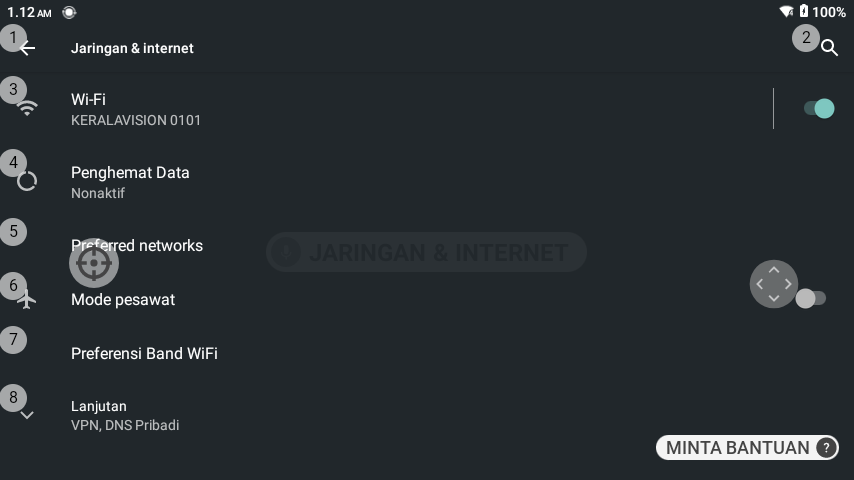 1.12 AM
100%
1
Jaringan & internet
2
3
Wi-Fi
KERALAVISION 0101
4
Penghemat Data
Nonaktif
5
Preferred networks
1 JARINGAN & INTERNET
6
Mode pesawat
7
Preferensi Band WiFi
8
Lanjutan
VPN, DNS Pribadi
MINTA BANTUAN ?